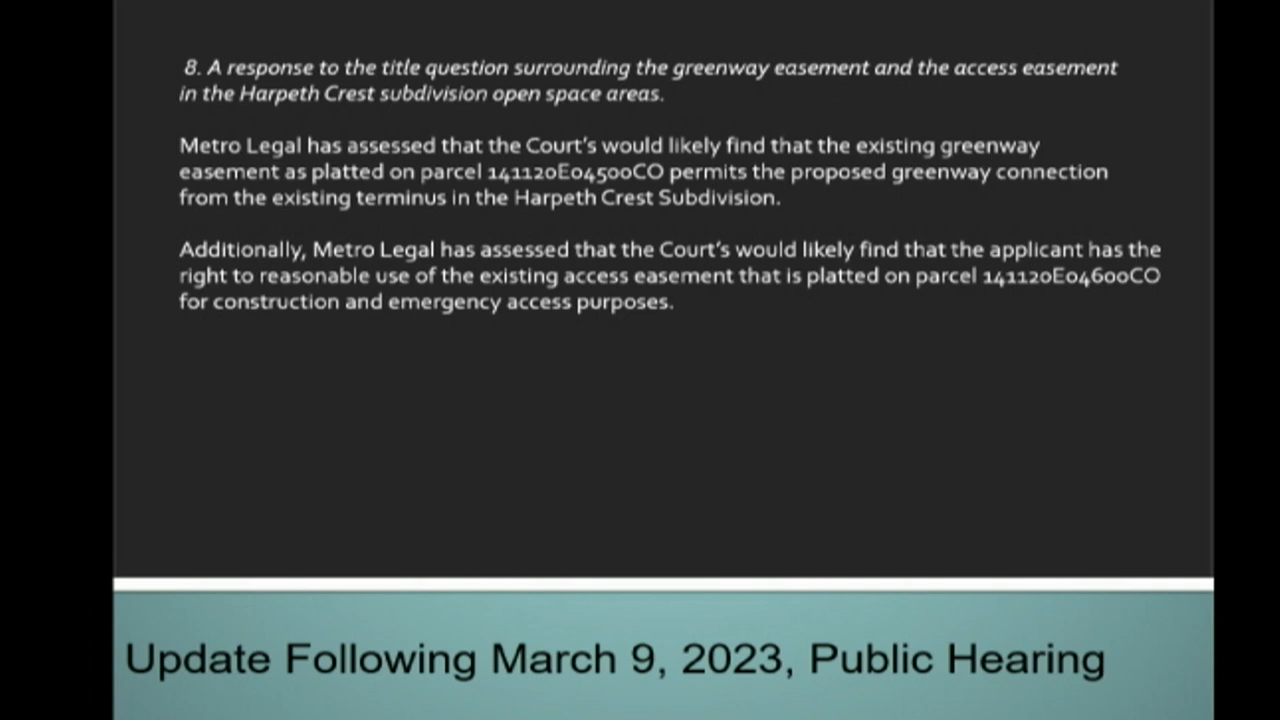 8. A response to the title question surrounding the greenway easement and the access easement
in the Harpeth Crest subdivision open space areas.
Metro Legal has assessed that the Court's would likely find that the existing greenway
easement as platted on parcel 141120E04500CO permits the proposed greenway connection
from the existing terminus in the Harpeth Crest Subdivision.
Additionally, Metro Legal has assessed that the Court's would likely find that the applicant has the
right to reasonable use of the existing access easement that is platted on parcel 141120E04600CO
for construction and emergency access purposes.
Update Following March 9, 2023, Public Hearing